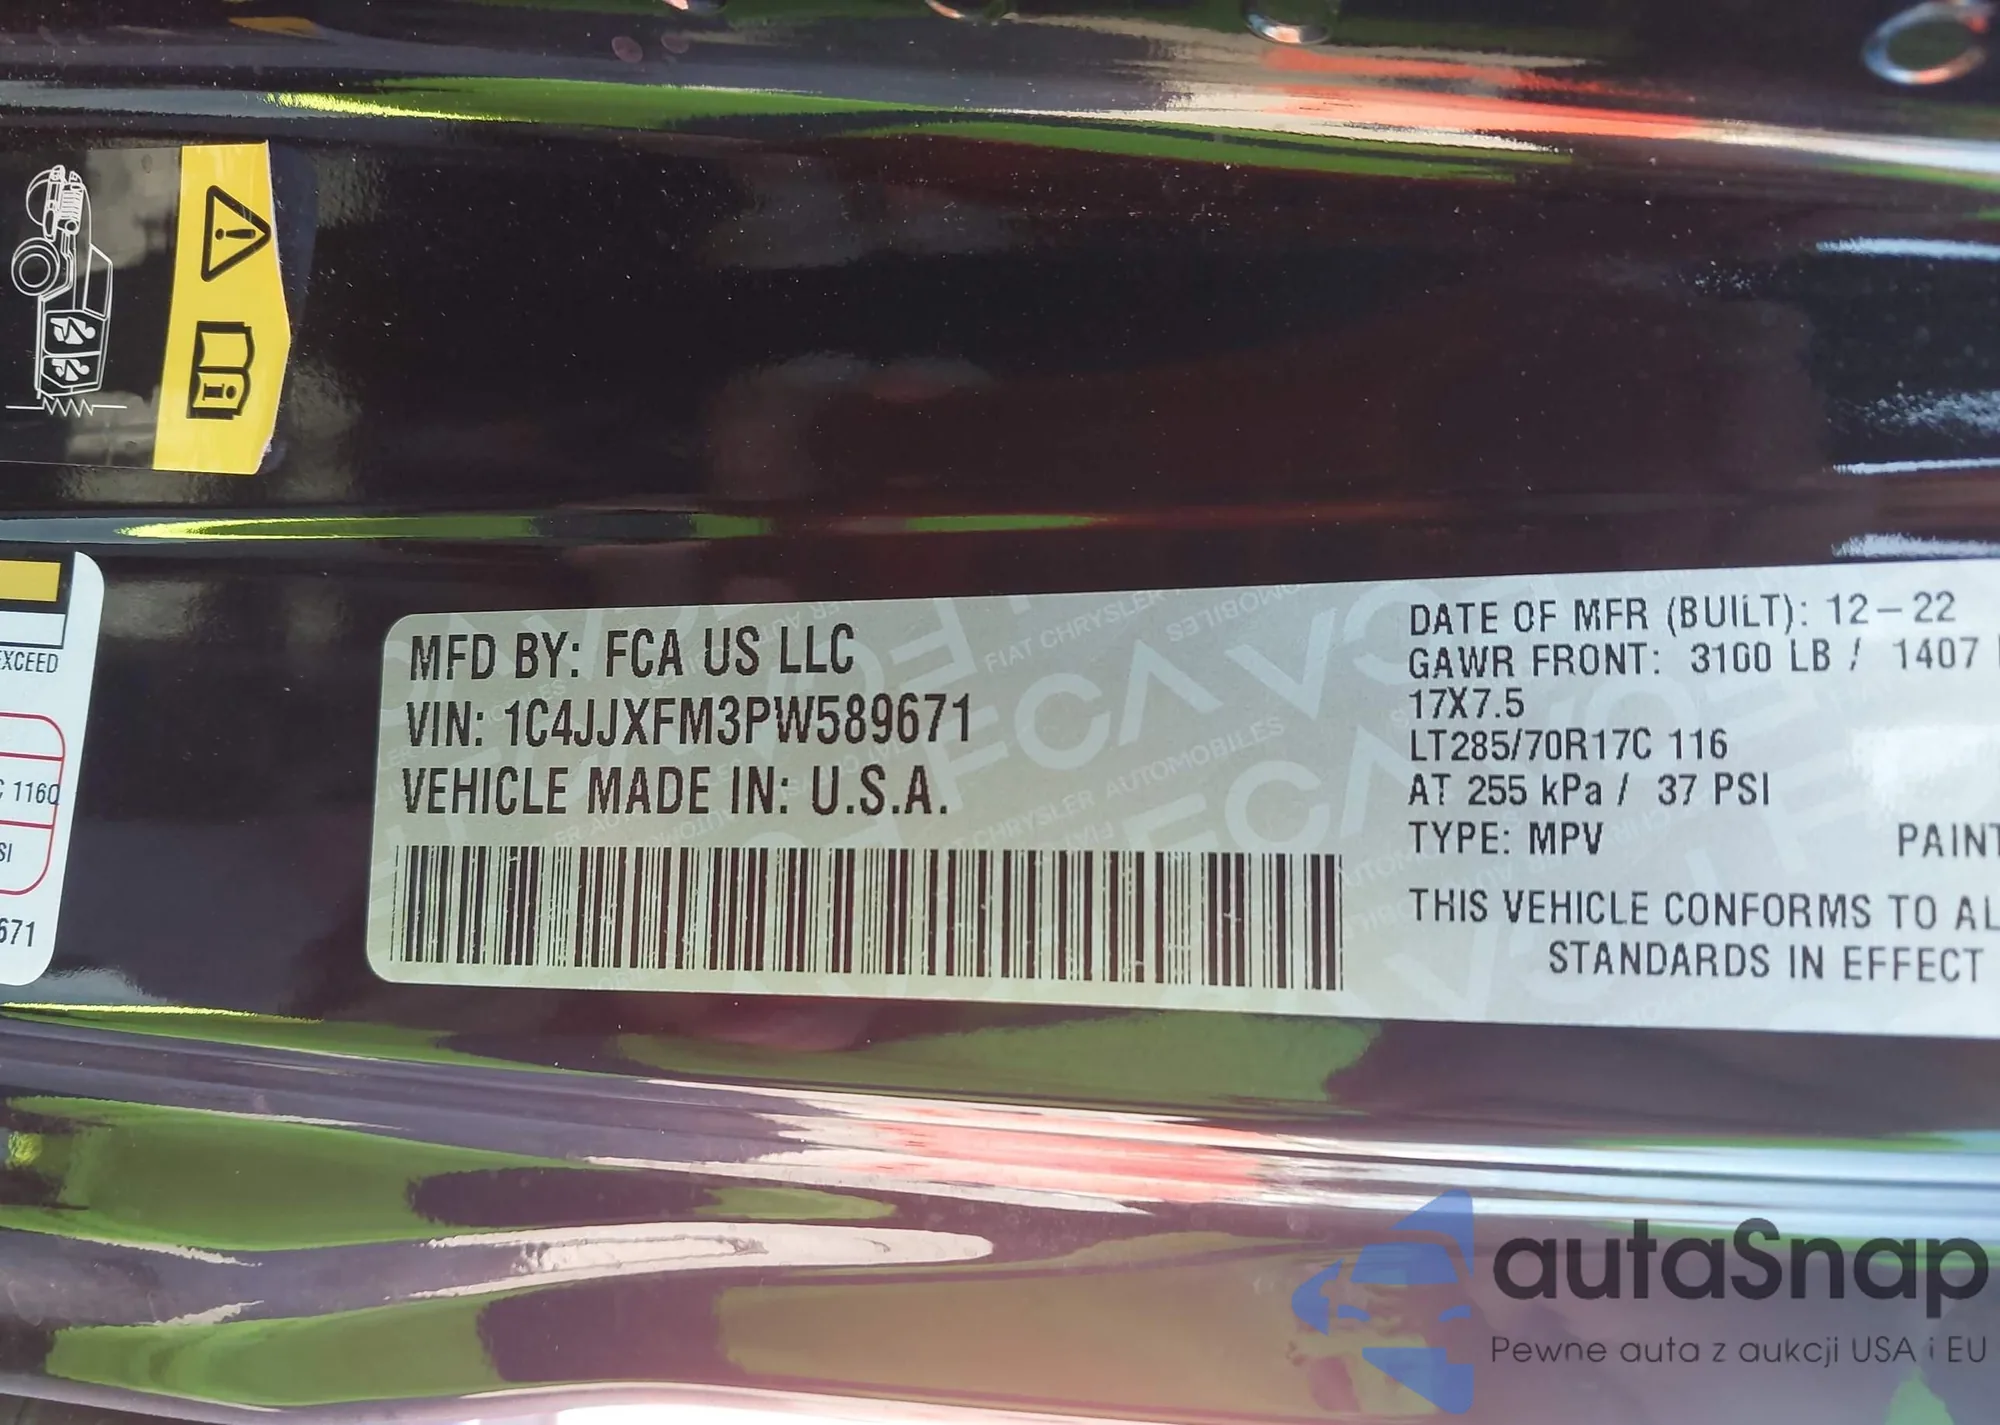 EXCEED
C 116Q
SI
671
MFD BY: FCA US LLC
VIN: 1C4JJXFM3PW589671
VEHICLE MADE IN: U.S.A.
DATE OF MFR (BUILT): 12-22
GAWR FRONT: 3100 LB / 1407
17X7.5
LT285/70R17C 116
AT 255 kPa / 37 PSI
TYPE: MPV PAINT
THIS VEHICLE CONFORMS TO AL
STANDARDS IN EFFECT
autaSnap
Pewne auta z aukcji USA i EU